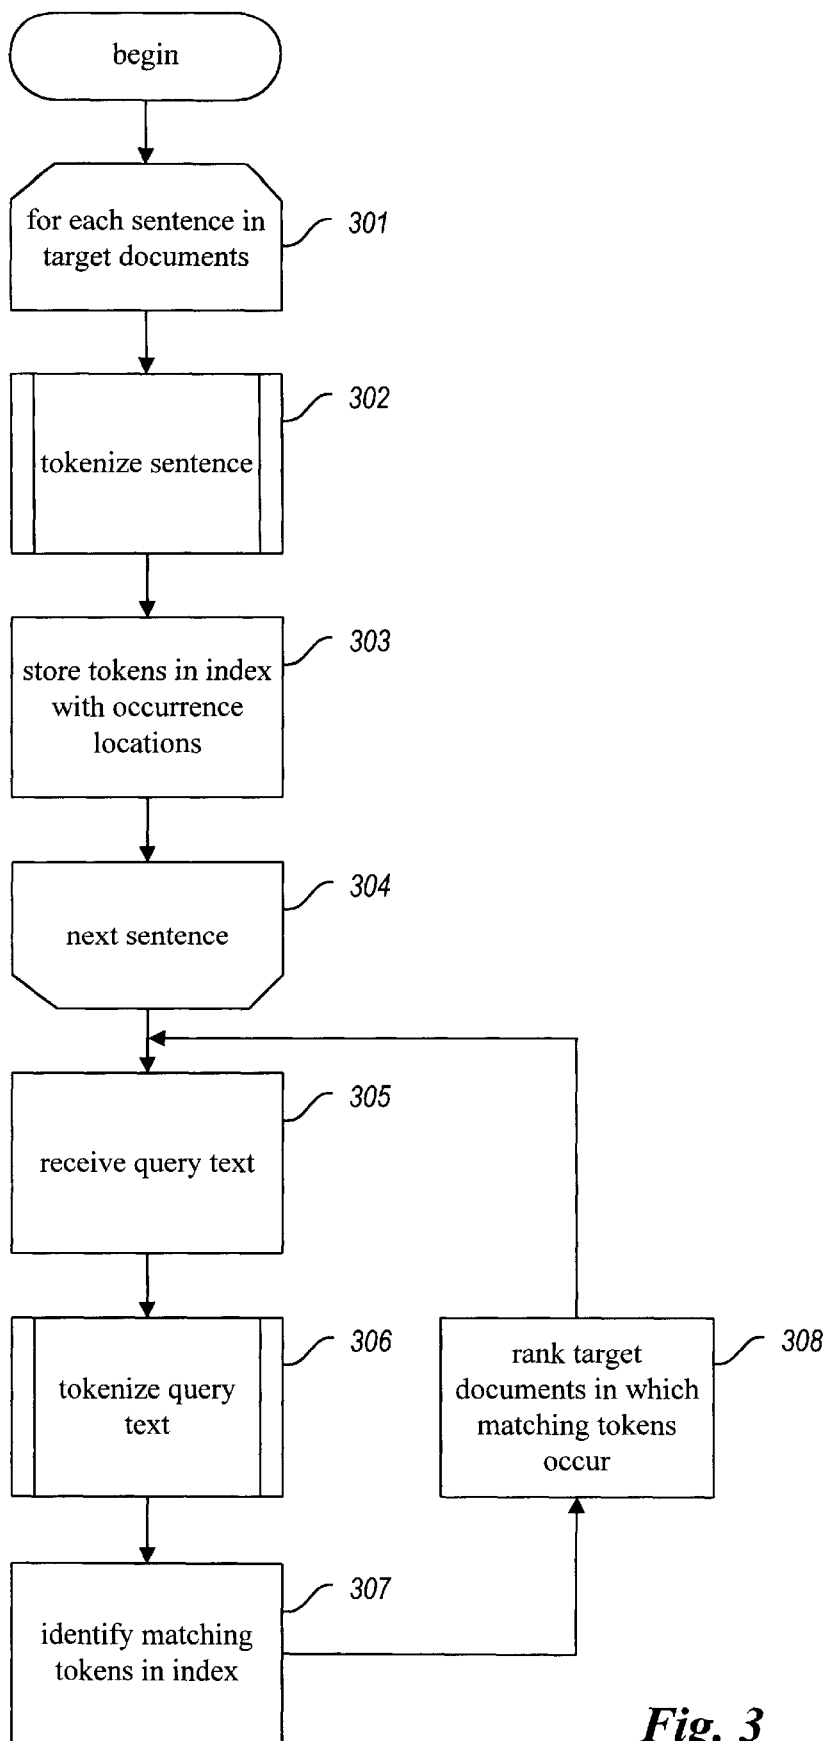 begin
for each sentence in
target documents
301
tokenize sentence
302
store tokens in index
with occurrence
locations
303
next sentence
304
receive query text
305
tokenize query
text
306
rank target
documents in which
matching tokens
occur
308
identify matching
tokens in index
307
Fig. 3